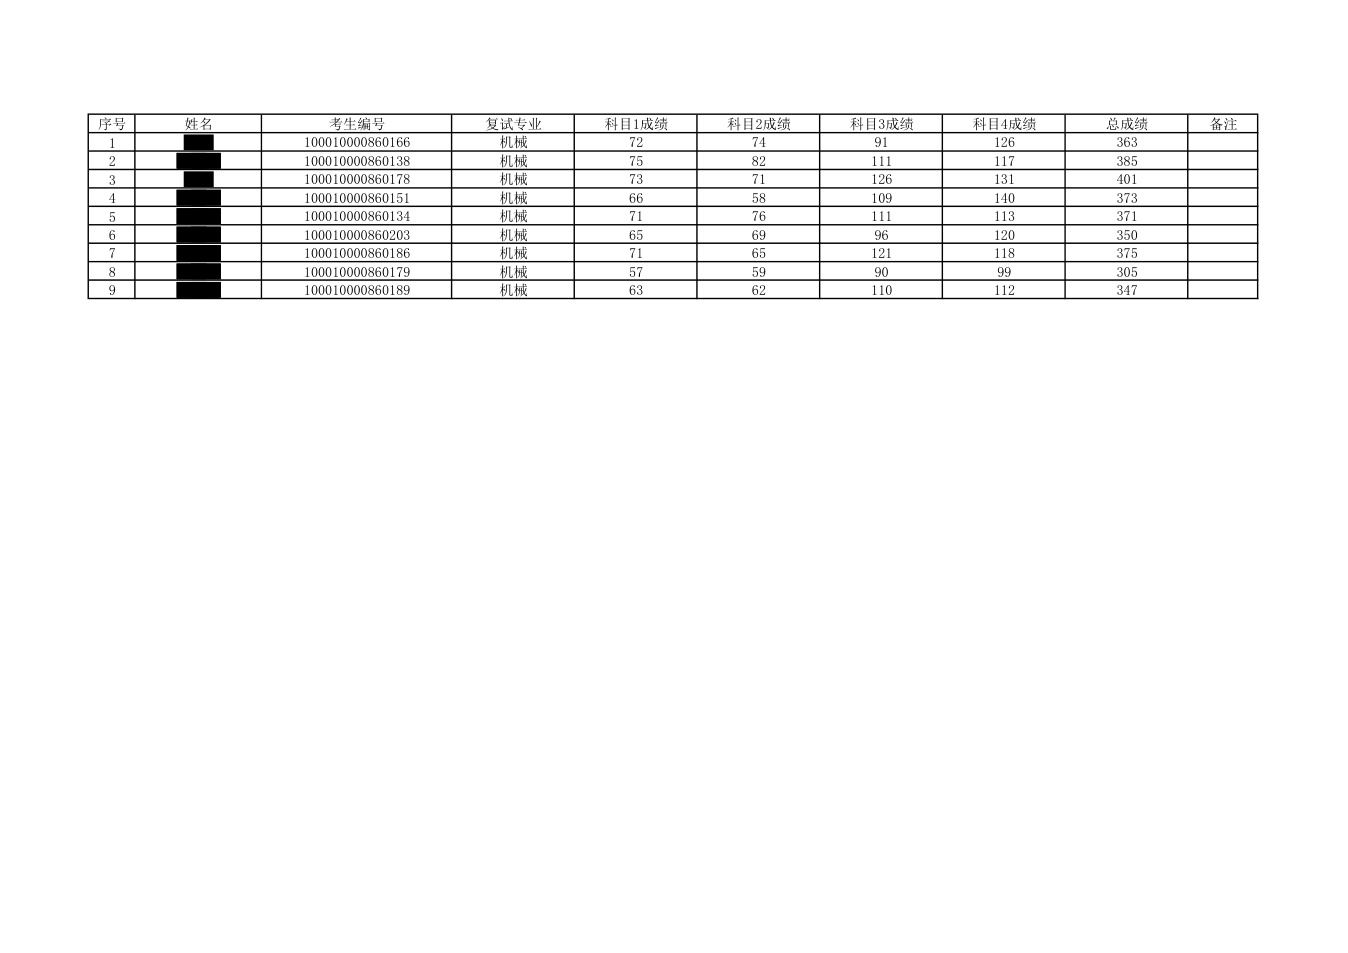 序号 姓名 考生编号 复试专业 科目1成绩 科目2成绩 科目3成绩 科目4成绩 总成绩 备注
1 100010000860166 机械 72 74 91 126 363
2 100010000860138 机械 75 82 111 117 385
3 100010000860178 机械 73 71 126 131 401
4 100010000860151 机械 66 58 109 140 373
5 100010000860134 机械 71 76 111 113 371
6 100010000860203 机械 65 69 96 120 350
7 100010000860186 机械 71 65 121 118 375
8 100010000860179 机械 57 59 90 99 305
9 100010000860189 机械 63 62 110 112 347